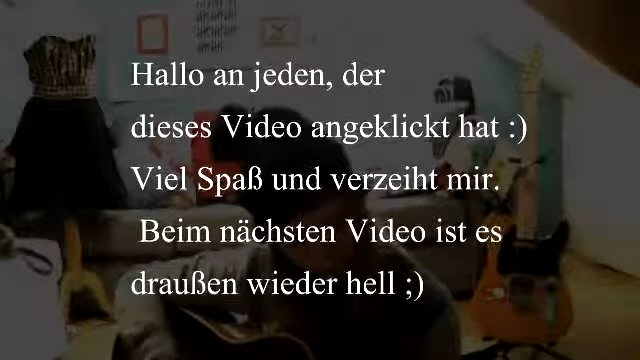 Hallo an jeden, der
dieses Video angeklickt hat :)
Viel Spaß und verzeiht mir.
Beim nächsten Video ist es
draußen wieder hell ;)